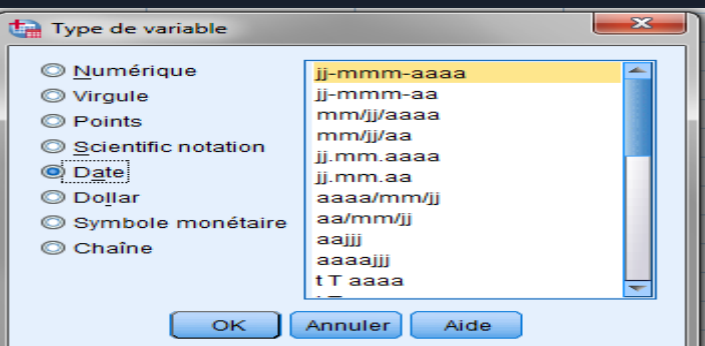 Type de variable
Numérique
Virgule
Points
Scientific notation
Date
Dollar
Symbole monétaire
Chaîne
jj-mmm-aaaa
jj-mmm-aa
mm/jj/aaaa
mm/jj/aa
jj.mm.aaaa
jj.mm.aa
aaaa/mm/jj
aa/mm/jj
aajjj
aaaajjj
t T aaaa
OK
Annuler
Aide